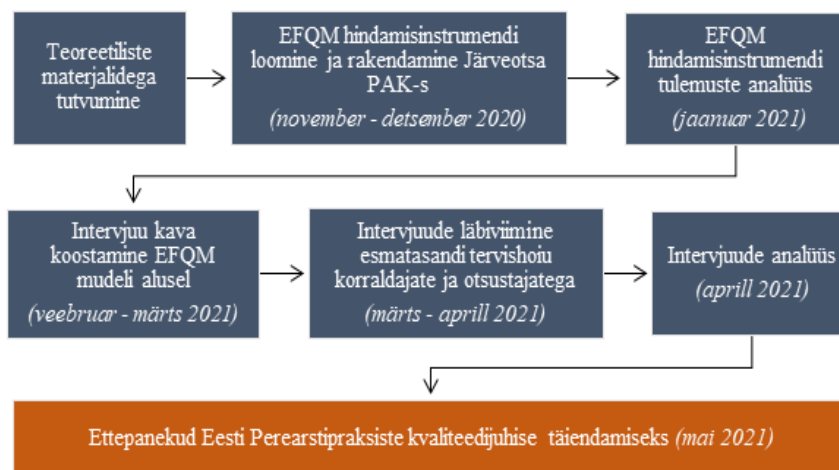 Teoreetiliste
materjalidega
tutvumine
EFQM hindamisinstrumendi
loomine ja rakendamine Järveotsa
PAK-s
(november - detsember 2020)
EFQM
hindamisinstrumendi
tulemuste analüüs
(jaanuar 2021)
Intervjuu kava
koostamine EFQM
mudeli alusel
(veebruar - märts 2021)
Intervjuude läbiviimine
esmatasandi tervishoiu
korraldajate ja otsustajatega
(märts - aprill 2021)
Intervjuude analüüs
(aprill 2021)
Ettepanekud Eesti Perearstipraksiste kvaliteedijuhise täiendamiseks (mai 2021)